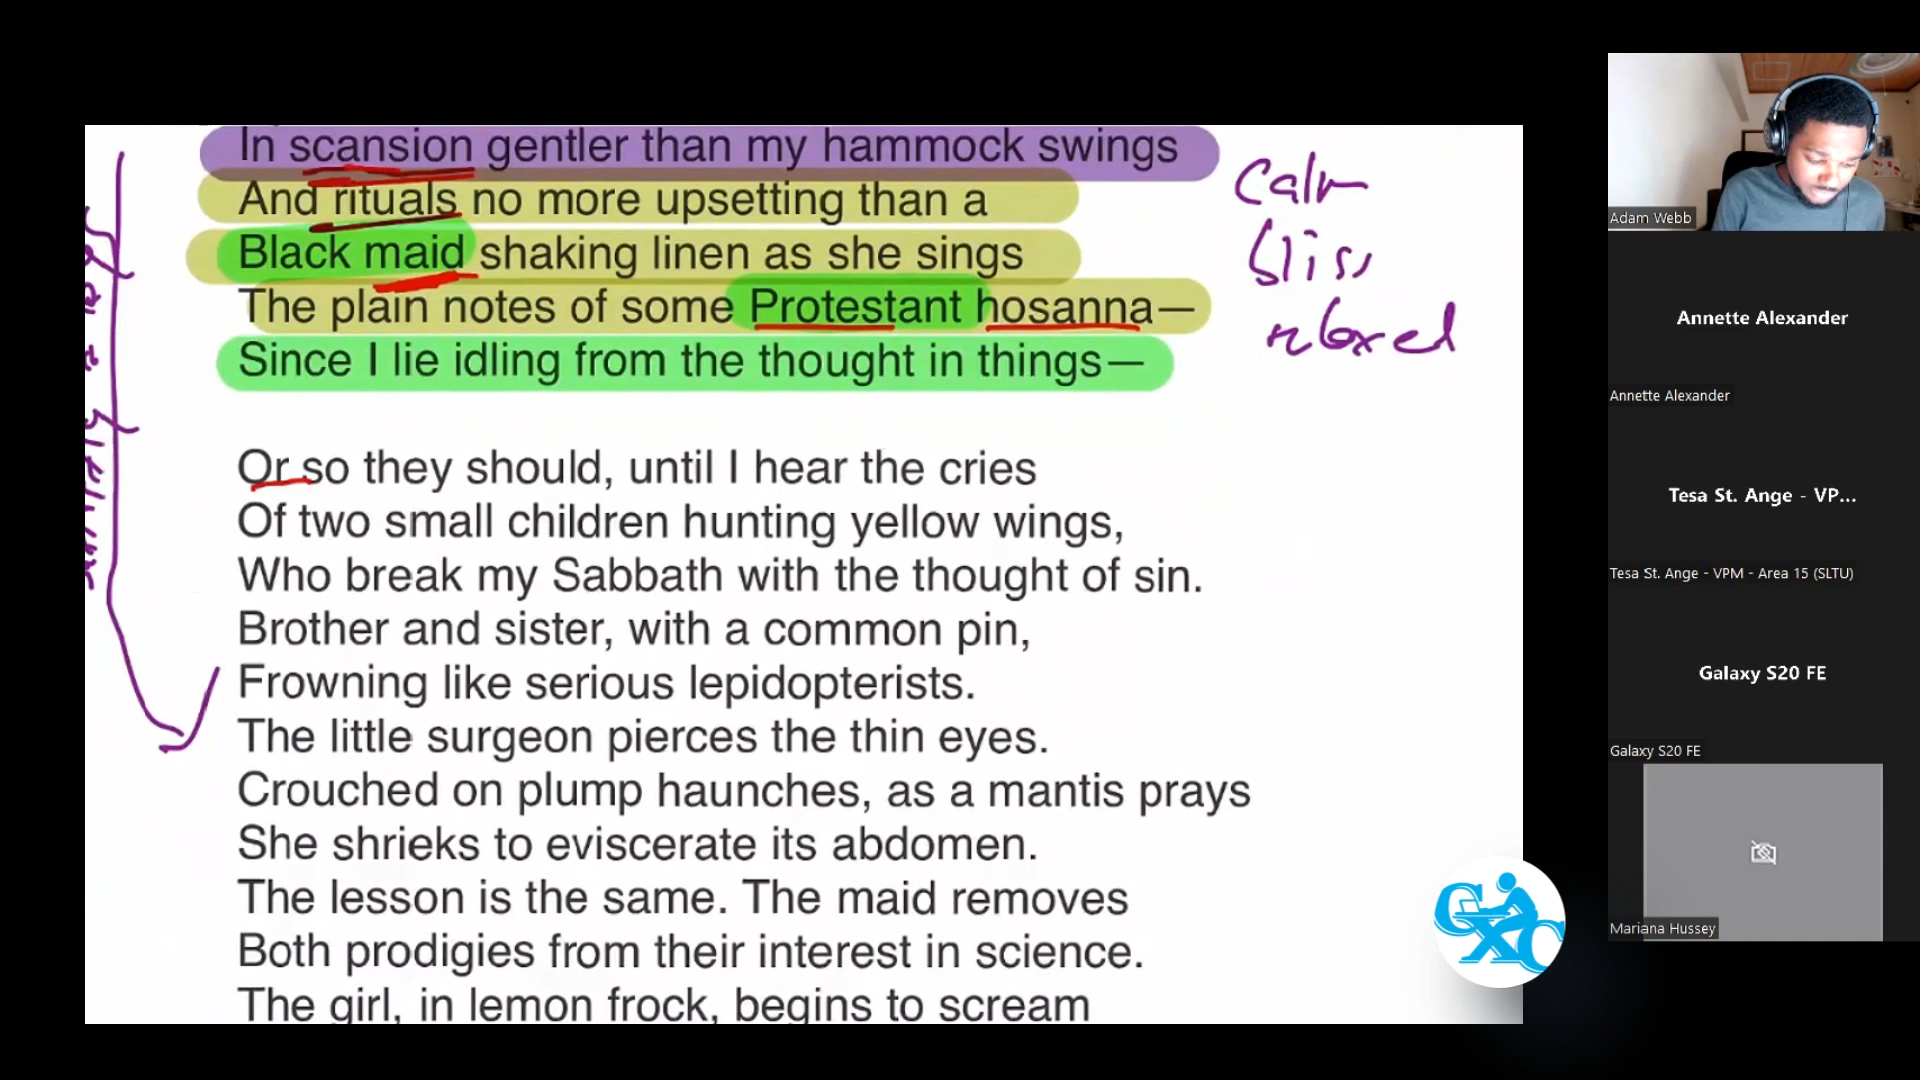 In scansion gentler than my hammock swings
And rituals no more upsetting than a
Black maid shaking linen as she sings
The plain notes of some Protestant hosanna—
Since I lie idling from the thought in things—
Calm
bliss
relaxed
Or so they should, until I hear the cries
Of two small children hunting yellow wings,
Who break my Sabbath with the thought of sin.
Brother and sister, with a common pin,
Frowning like serious lepidopterists.
The little surgeon pierces the thin eyes.
Crouched on plump haunches, as a mantis prays
She shrieks to eviscerate its abdomen.
The lesson is the same. The maid removes
Both prodigies from their interest in science.
The girl, in lemon frock, begins to scream
CXC
Adam Webb
Annette Alexander
Annette Alexander
Tesa St. Ange - VP...
Tesa St. Ange - VPM - Area 15 (SLTU)
Galaxy S20 FE
Galaxy S20 FE
Mariana Hussey